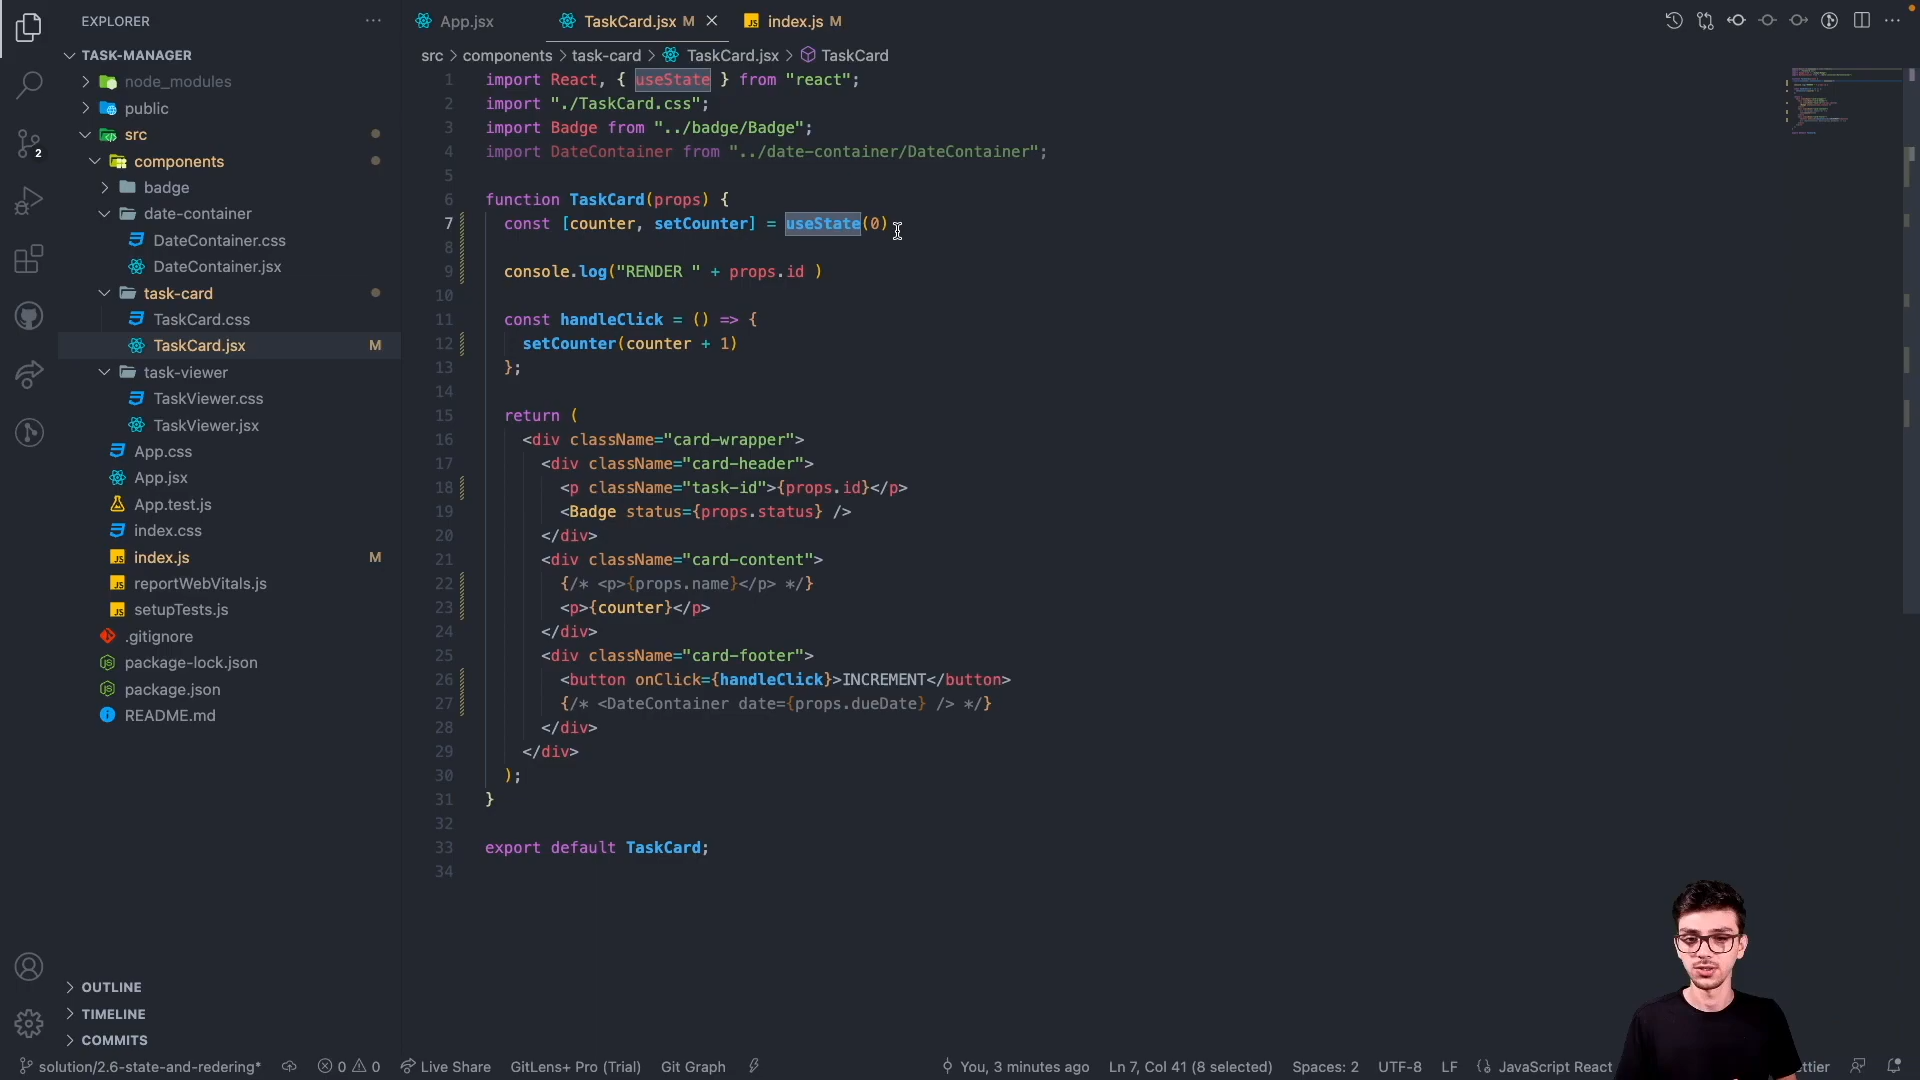 EXPLORER
App.jsx TaskCard.jsx M index.js M
TASK-MANAGER
node_modules
public
src
components
badge
date-container
DateContainer.css
DateContainer.jsx
task-card
TaskCard.css
TaskCard.jsx M
task-viewer
TaskViewer.css
TaskViewer.jsx
App.css
App.jsx
App.test.js
index.css
index.js M
reportWebVitals.js
setupTests.js
.gitignore
package-lock.json
package.json
README.md
2
OUTLINE
TIMELINE
COMMITS
src > components > task-card > TaskCard.jsx > TaskCard
1 import React, { useState } from "react";
2 import "./TaskCard.css";
3 import Badge from "../badge/Badge";
4 import DateContainer from "../date-container/DateContainer";
5
6 function TaskCard(props) {
7 const [counter, setCounter] = useState(0)
8
9 console.log("RENDER " + props.id )
10
11 const handleClick = () => {
12 setCounter(counter + 1)
13 };
14
15 return (
16 <div className="card-wrapper">
17 <div className="card-header">
18 <p className="task-id">{props.id}</p>
19 <Badge status={props.status} />
20 </div>
21 <div className="card-content">
22 {/* <p>{props.name}</p> */}
23 <p>{counter}</p>
24 </div>
25 <div className="card-footer">
26 <button onClick={handleClick}>INCREMENT</button>
27 {/* <DateContainer date={props.dueDate} /> */}
28 </div>
29 </div>
30 );
31 }
32
33 export default TaskCard;
34
solution/2.6-state-and-redering* 0 0 Live Share GitLens+ Pro (Trial) Git Graph You, 3 minutes ago Ln 7, Col 41 (8 selected) Spaces: 2 UTF-8 LF JavaScript React ettier